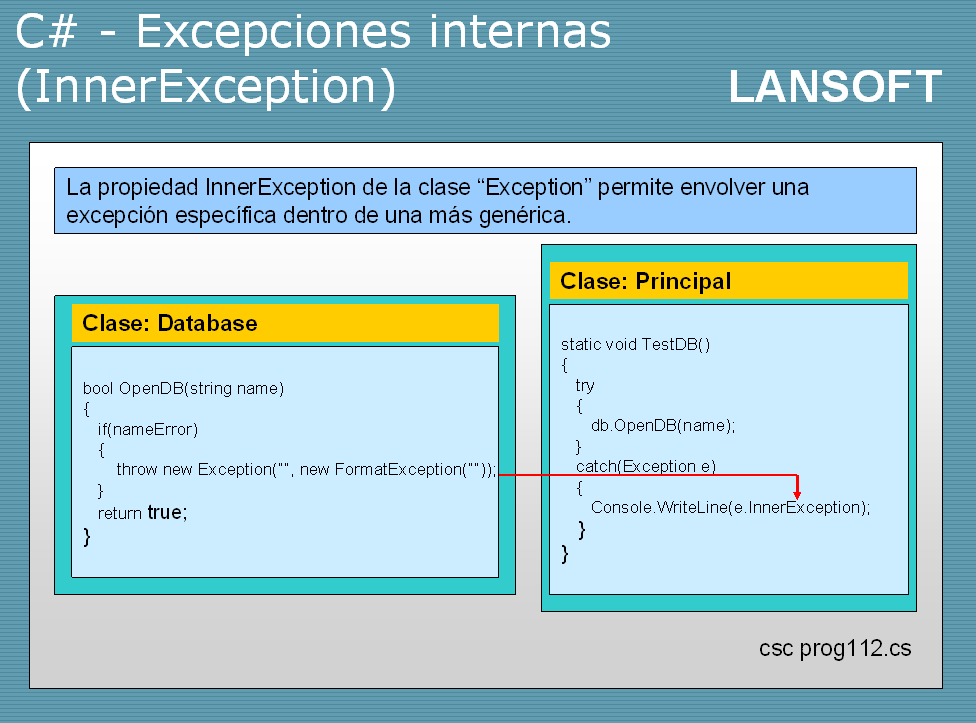 C# - Excepciones internas
(InnerException)
LANSOFT
La propiedad InnerException de la clase “Exception” permite envolver una
excepción específica dentro de una más genérica.
Clase: Database
bool OpenDB(string name)
{
if(nameError)
{
throw new Exception("", new FormatException(""));
}
return true;
}
Clase: Principal
static void TestDB()
{
try
{
db.OpenDB(name);
}
catch(Exception e)
{
Console.WriteLine(e.InnerException);
}
}
csc prog112.cs